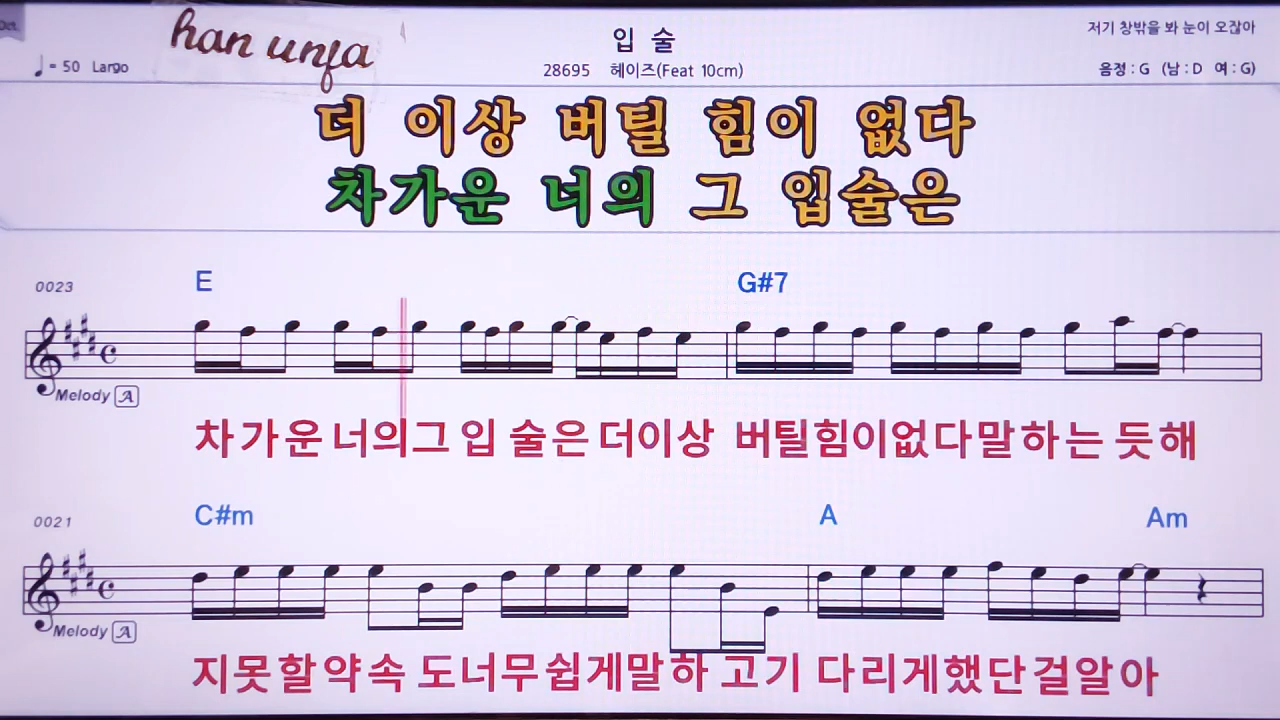 Oct.
han unja
입 술
저기 창밖을 봐 눈이 오잖아
♩= 50 Largo
28695 헤이즈(Feat 10cm)
음정 : G (남 : D 여 : G)
더 이상 버틸 힘이 없다
차가운 너의 그 입술은
0023
E G#7
Melody A
차가운 너의그 입 술은 더이상 버틸힘이없다말하는 듯해
0021
C#m A Am
Melody A
지못할약속 도너무쉽게말하 고기 다리게했단걸알아